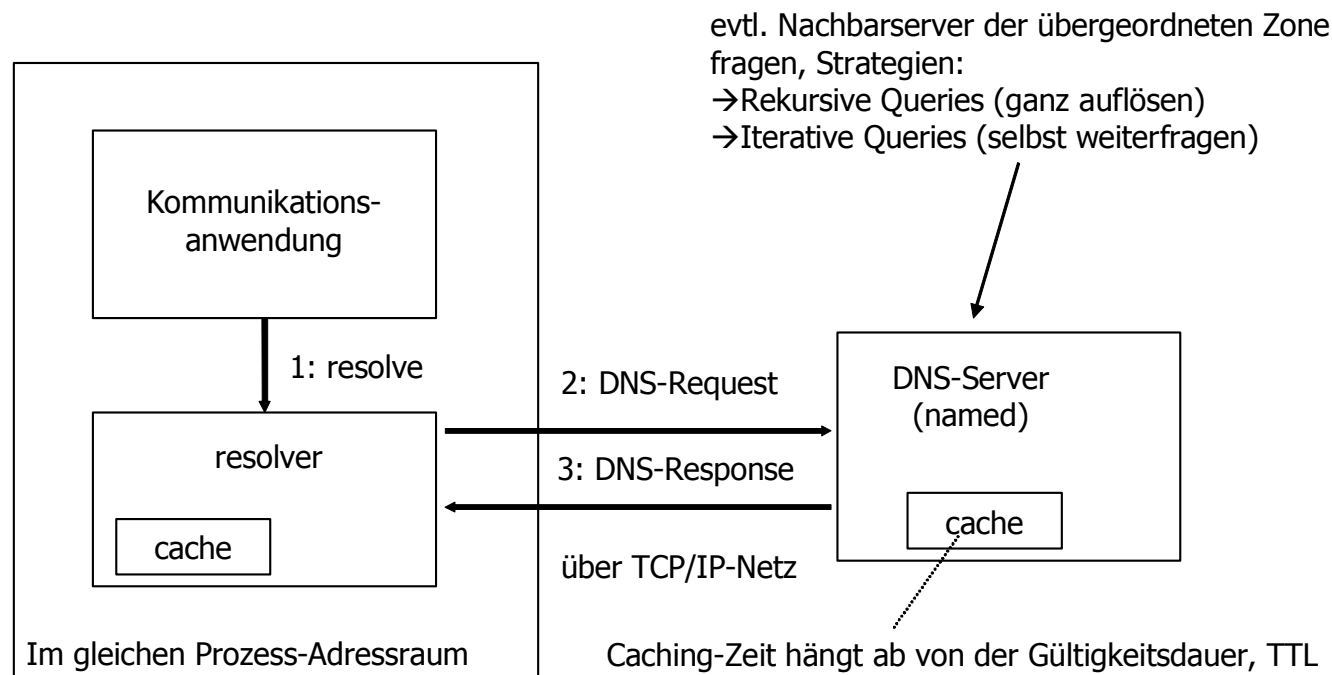 evtl. Nachbarserver der übergeordneten Zone
fragen, Strategien:
→Rekursive Queries (ganz auflösen)
→Iterative Queries (selbst weiterfragen)
Kommunikations-
anwendung
1: resolve
resolver
cache
2: DNS-Request
3: DNS-Response
über TCP/IP-Netz
DNS-Server
(named)
cache
Im gleichen Prozess-Adressraum
Caching-Zeit hängt ab von der Gültigkeitsdauer, TTL